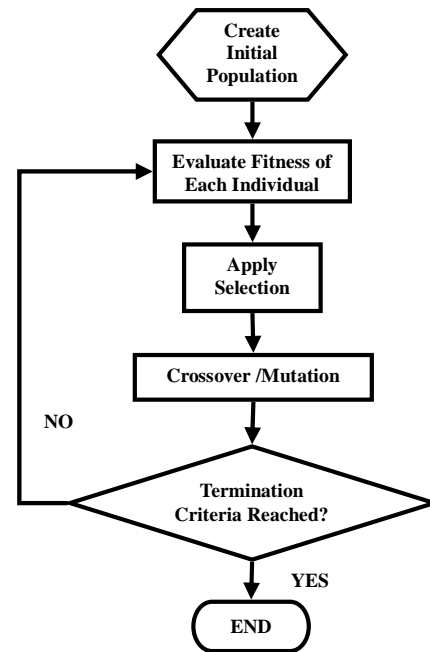 Create
Initial
Population
Evaluate Fitness of
Each Individual
Apply
Selection
Crossover /Mutation
NO
Termination
Criteria Reached?
YES
END